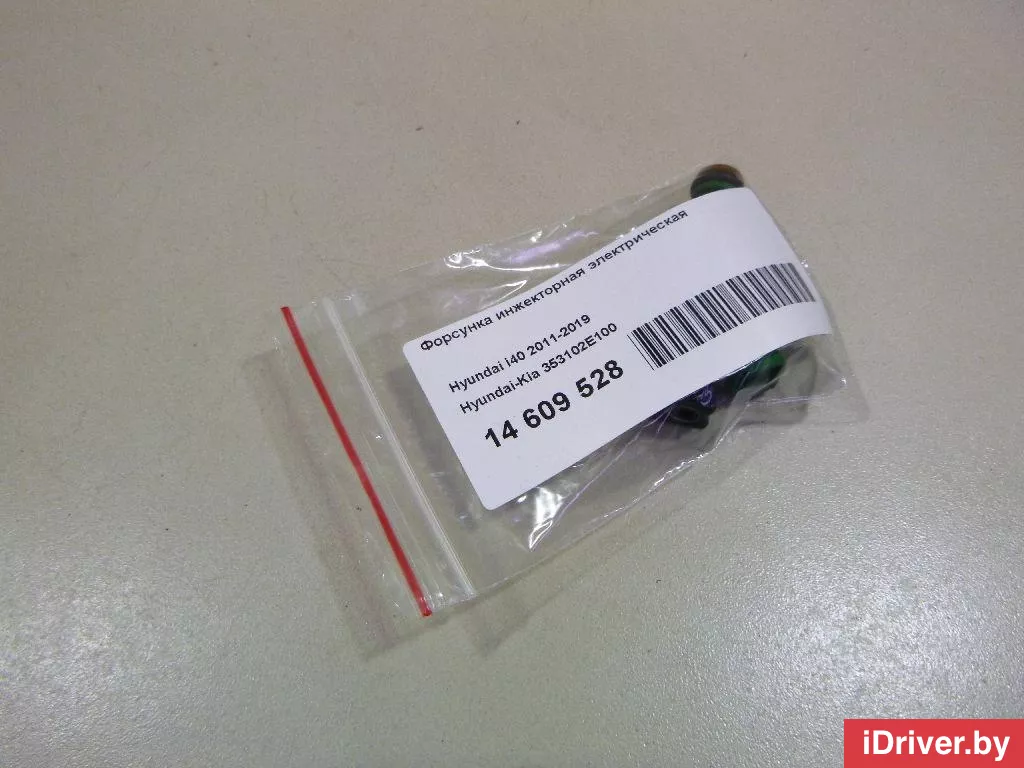 Форсунка инжекторная электрическая
Hyundai i40 2011-2019
Hyundai-Kia 353102E100
14 609 528
iDriver.by